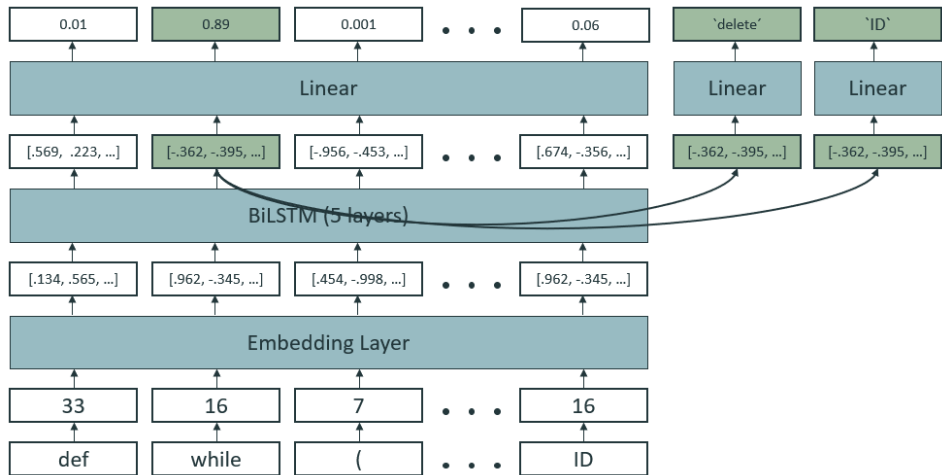 0.01 0.89 0.001 • • • 0.06 `delete´ `ID`
Linear Linear Linear
[.569, .223, ...] [-.362, -.395, ...] [-.956, -.453, ...] • • • [.674, -.356, ...] [-.362, -.395, ...] [-.362, -.395, ...]
BiLSTM (5 layers)
[.134, .565, ...] [.962, -.345, ...] [.454, -.998, ...] • • • [.962, -.345, ...]
Embedding Layer
33 16 7 • • • 16
def while ( • • • ID